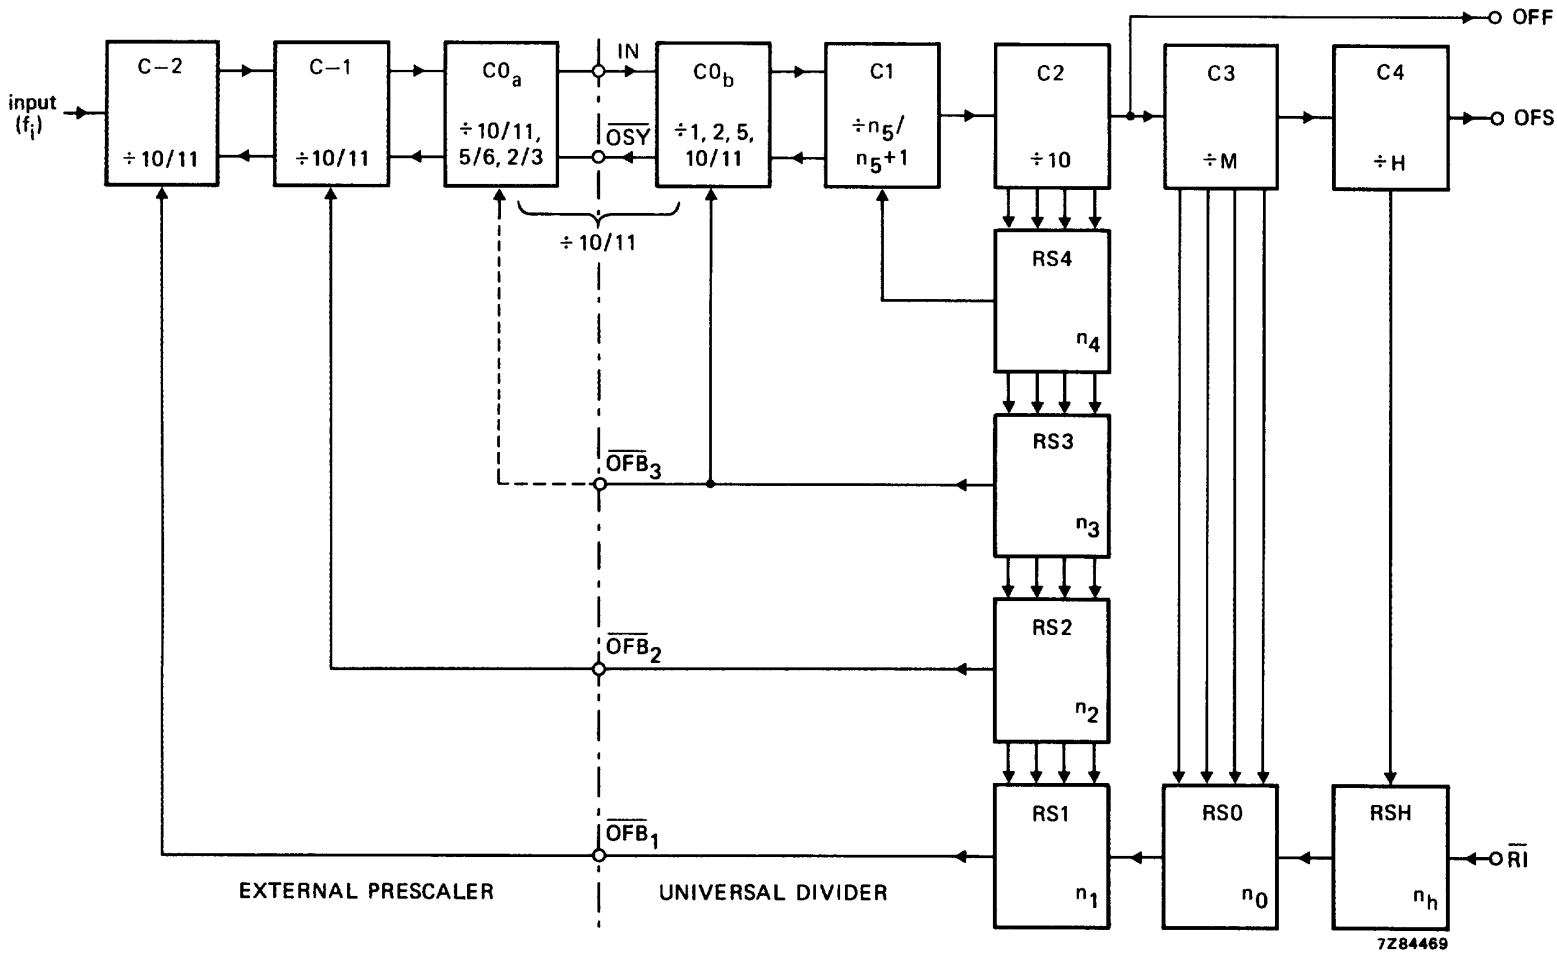 OFF
IN
C-2
C-1
C0a
C0b
C1
C2
C3
C4
input
(fi)
÷10/11
÷10/11
÷10/11,
5/6, 2/3
OSY
÷1, 2, 5,
10/11
÷n5/
n5+1
÷10
÷M
÷H
OFS
÷10/11
RS4
n4
OFB3
RS3
n3
OFB2
RS2
n2
OFB1
RS1
n1
RS0
n0
RSH
nh
RI
EXTERNAL PRESCALER
UNIVERSAL DIVIDER
7Z84469